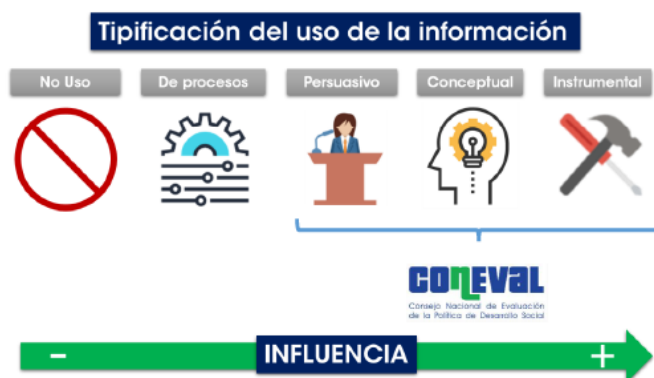 Tipificación del uso de la información
No Uso
De procesos
Persuasivo
Conceptual
Instrumental
CONEVAL
Consejo Nacional de Evaluación
de la Política de Desarrollo Social
- INFLUENCIA +